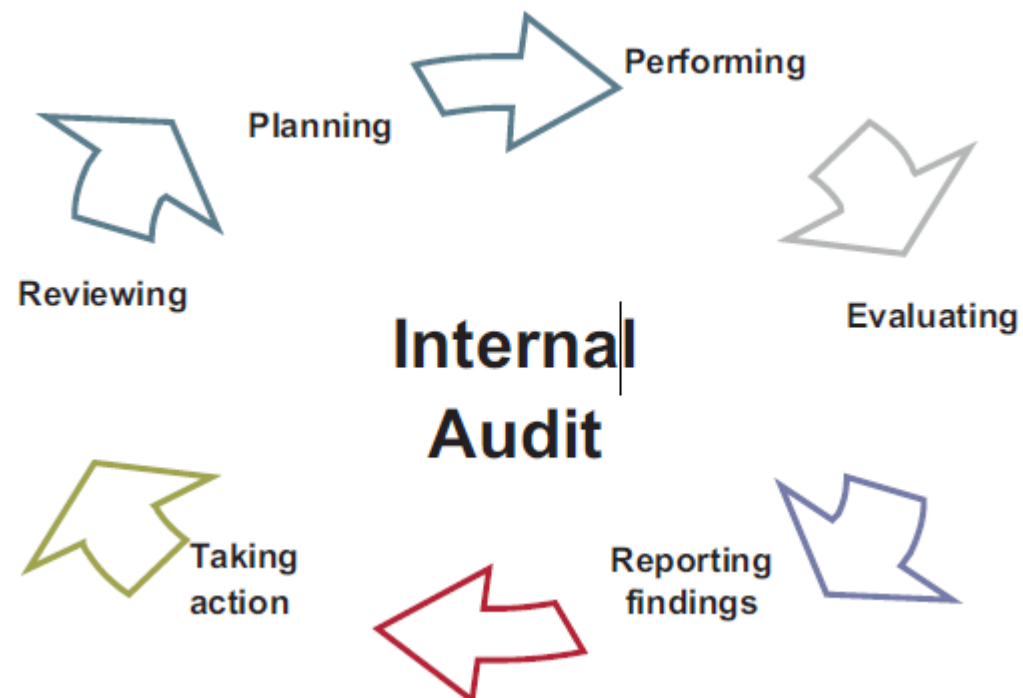 Performing
Planning
Reviewing
Evaluating
Internal
Audit
Taking
action
Reporting
findings